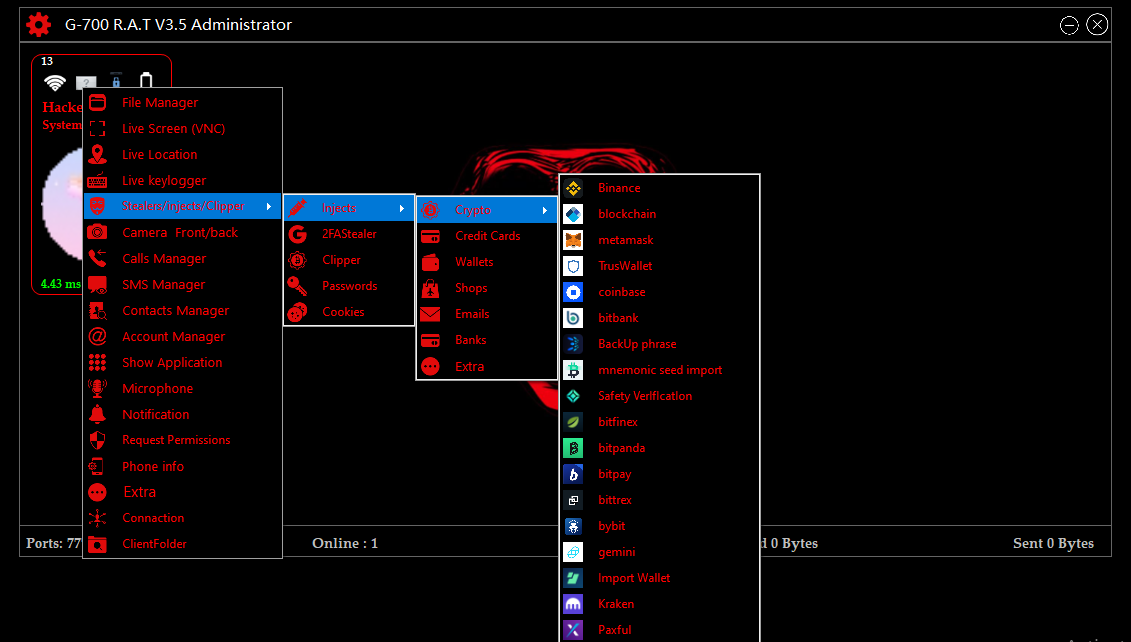 G-700 R.A.T V3.5 Administrator
13
Hacke
System
4.43 ms
File Manager
Live Screen (VNC)
Live Location
Live keylogger
Stealers/Injects/Clipper
Camera Front/back
Calls Manager
SMS Manager
Contacts Manager
Account Manager
Show Application
Microphone
Notification
Request Permissions
Phone info
Extra
Connaction
ClientFolder
Injects
2FAStealer
Clipper
Passwords
Cookies
Crypto
Credit Cards
Wallets
Shops
Emails
Banks
Extra
Binance
blockchain
metamask
TrusWallet
coinbase
bitbank
BackUp phrase
mnemonic seed import
Safety Verification
bitfinex
bitpanda
bitpay
bittrex
bybit
gemini
Import Wallet
Kraken
Paxful
Ports: 77
Online : 1
d 0 Bytes
Sent 0 Bytes